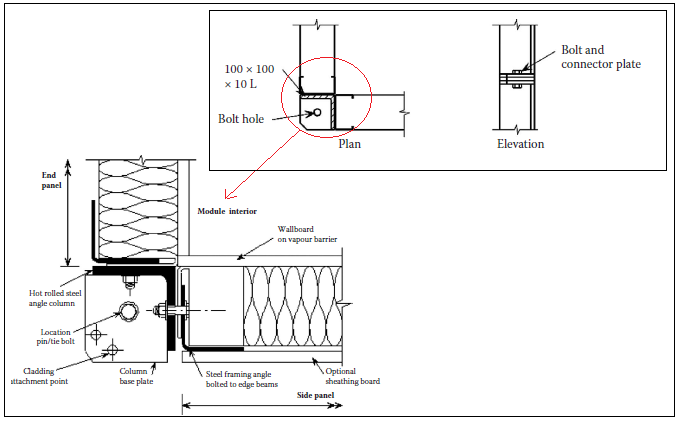 100 × 100
× 10 L
Bolt hole
Plan
Bolt and
connector plate
Elevation
End
panel
Module interior
Wallboard
on vapour barrier
Hot rolled steel
angle column
Location
pin/tie bolt
Cladding
ttachment point
Column
base plate
Steel framing angle
bolted to edge beams
Optional
sheathing board
Side panel